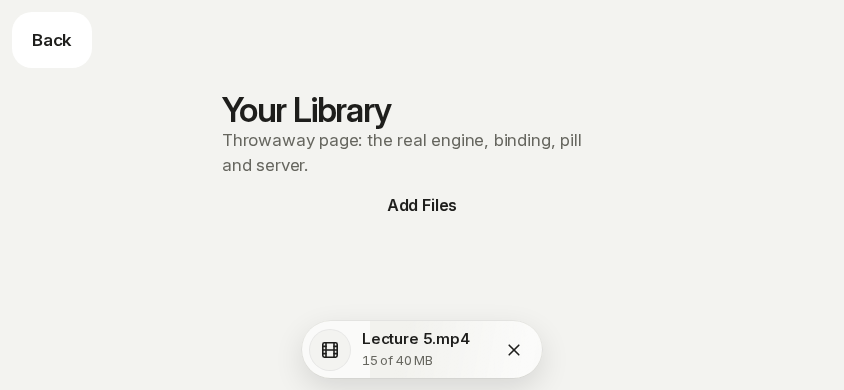 Back
Your Library
Throwaway page: the real engine, binding, pill
and server.
Add Files
Lecture 5.mp4
15 of 40 MB